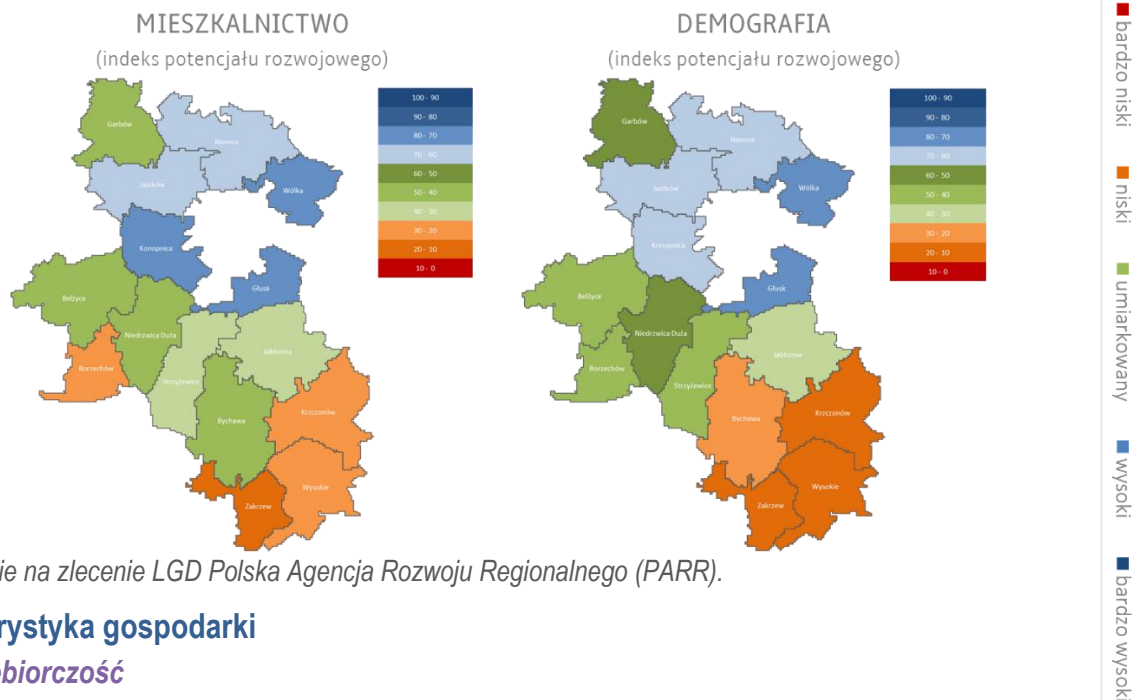 MIESZKALNICTWO
(indeks potencjału rozwojowego)
100 - 90
90 - 80
80 - 70
70 - 60
60 - 50
50 - 40
40 - 30
30 - 20
20 - 10
10 - 0
Garbów
Niemce
Jastków
Wólka
Konopnica
Głusk
Bełżyce
Niedrzwica Duża
Jabłonna
Borzechów
Strzyżewice
Bychawa
Krzczonów
Wysokie
Zakrzew
DEMOGRAFIA
(indeks potencjału rozwojowego)
100 - 90
90 - 80
80 - 70
70 - 60
60 - 50
50 - 40
40 - 30
30 - 20
20 - 10
10 - 0
Garbów
Niemce
Jastków
Wólka
Konopnica
Głusk
Bełżyce
Niedrzwica Duża
Jabłonna
Borzechów
Strzyżewice
Bychawa
Krzczonów
Wysokie
Zakrzew
bardzo niski
niski
umiarkowany
wysoki
bardzo wysoki
ie na zlecenie LGD Polska Agencja Rozwoju Regionalnego (PARR).
rystyka gospodarki
ebiorczość